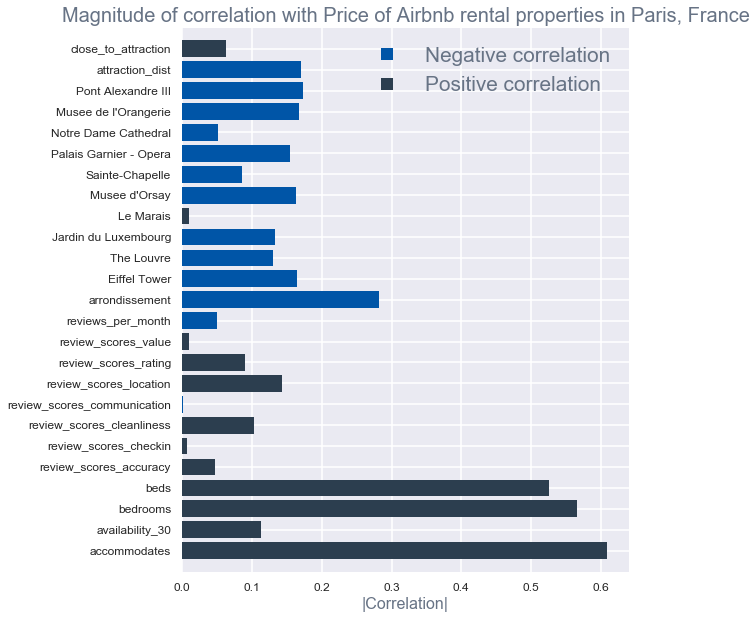 Magnitude of correlation with Price of Airbnb rental properties in Paris, France
Negative correlation
Positive correlation
close_to_attraction
attraction_dist
Pont Alexandre III
Musee de l'Orangerie
Notre Dame Cathedral
Palais Garnier - Opera
Sainte-Chapelle
Musee d'Orsay
Le Marais
Jardin du Luxembourg
The Louvre
Eiffel Tower
arrondissement
reviews_per_month
review_scores_value
review_scores_rating
review_scores_location
review_scores_communication
review_scores_cleanliness
review_scores_checkin
review_scores_accuracy
beds
bedrooms
availability_30
accommodates
0.0 0.1 0.2 0.3 0.4 0.5 0.6
|Correlation|